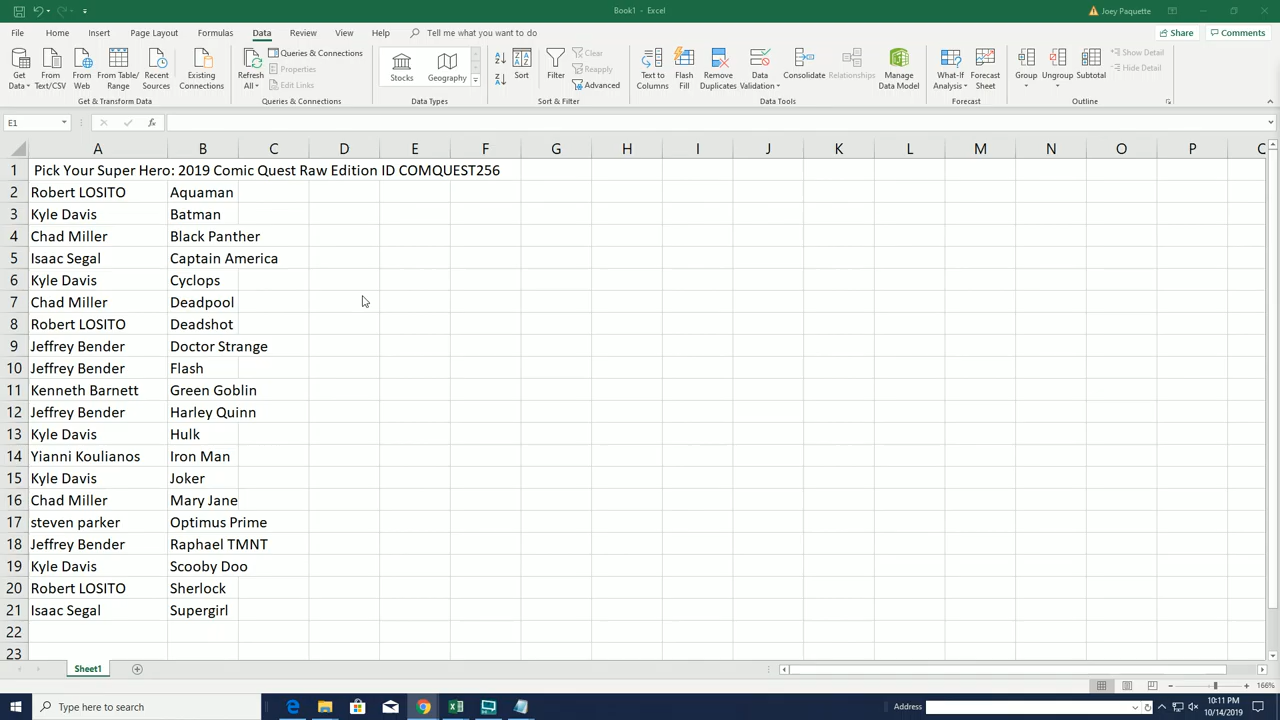 Book1 - Excel
Joey Paquette
File Home Insert Page Layout Formulas Data Review View Help Tell me what you want to do Share Comments
Get Data From Text/CSV From Web From Table/Range Recent Sources Existing Connections
Get & Transform Data
Refresh All Queries & Connections Properties Edit Links
Queries & Connections
Stocks Geography
Data Types
Sort Filter Clear Reapply Advanced
Sort & Filter
Text to Columns Flash Fill Remove Duplicates Data Validation Consolidate Relationships Manage Data Model
Data Tools
What-If Analysis Forecast Sheet
Forecast
Group Ungroup Subtotal Show Detail Hide Detail
Outline
E1 fx
A B C D E F G H I J K L M N O P
1 Pick Your Super Hero: 2019 Comic Quest Raw Edition ID COMQUEST256
2 Robert LOSITO Aquaman
3 Kyle Davis Batman
4 Chad Miller Black Panther
5 Isaac Segal Captain America
6 Kyle Davis Cyclops
7 Chad Miller Deadpool
8 Robert LOSITO Deadshot
9 Jeffrey Bender Doctor Strange
10 Jeffrey Bender Flash
11 Kenneth Barnett Green Goblin
12 Jeffrey Bender Harley Quinn
13 Kyle Davis Hulk
14 Yianni Koulianos Iron Man
15 Kyle Davis Joker
16 Chad Miller Mary Jane
17 steven parker Optimus Prime
18 Jeffrey Bender Raphael TMNT
19 Kyle Davis Scooby Doo
20 Robert LOSITO Sherlock
21 Isaac Segal Supergirl
22
23
Sheet1
166%
Type here to search Address 10:11 PM
10/14/2019